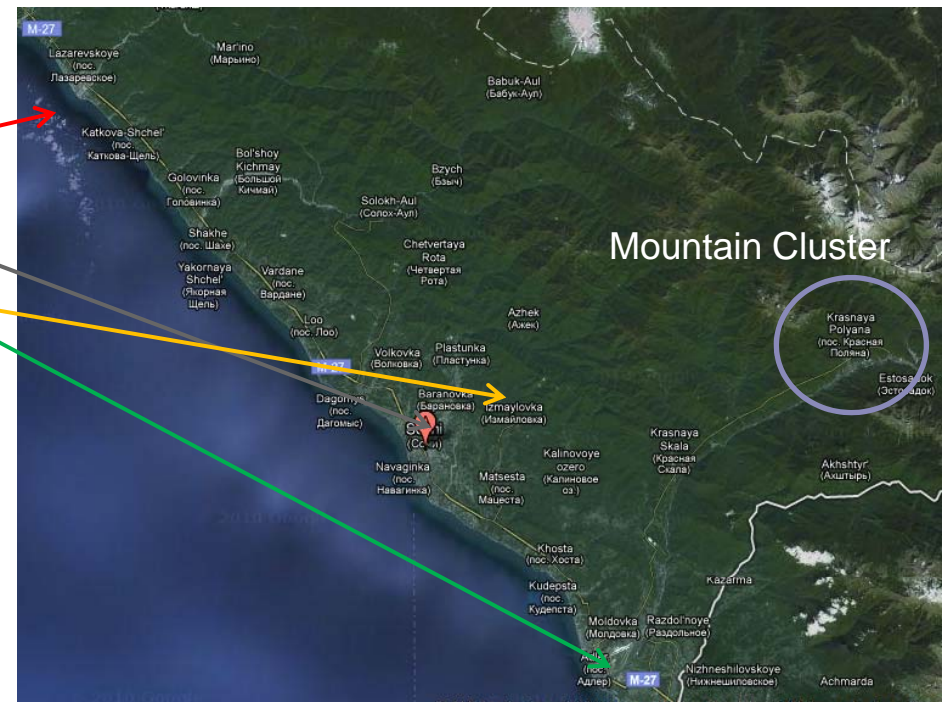 M-27
Lazarevskoye
(пос.
Лазаревское)
Mar'ino
(Марьино)
Babuk-Aul
(Бабук-Аул)
Katkova-Shchel'
(пос.
Каткова-Щель)
Bol'shoy
Kichmay
(Большой
Кичмай)
Golovinka
(пос.
Головинка)
Bzych
(Бзыч)
Solokh-Aul
(Солох-Аул)
Shakhe
(пос. Шахе)
Chetvertaya
Rota
(Четвертая
Рота)
Mountain Cluster
Yakornaya
Shchel'
(Якорная
Щель)
Vardane
(пос.
Вардане)
Loo
(пос. Лоо)
Azhek
(Ажек)
Krasnaya
Polyana
(пос. Красная
Поляна)
Volkovka
(Волковка)
Plastunka
(Пластунка)
M-27
Estosadok
(Эстосадок)
Dagomys
(пос.
Дагомыс)
Baranovka
(Барановка)
Izmaylovka
(Измайловка)
Krasnaya
Skala
(Красная
Скала)
Navaginka
(пос.
Навагинка)
Matsesta
(пос.
Мацеста)
Kalinovoye
ozero
(Калиновое
оз.)
Akhshtyr'
(Ахштырь)
Khosta
(пос. Хоста)
Kudepsta
(пос.
Кудепста)
Kazarma
Moldovka
(Молдовка)
Razdol'noye
(Раздольное)
Adler
(пос.
Адлер)
M-27
Nizhneshilovskoye
(Нижнешиловское)
Achmarda